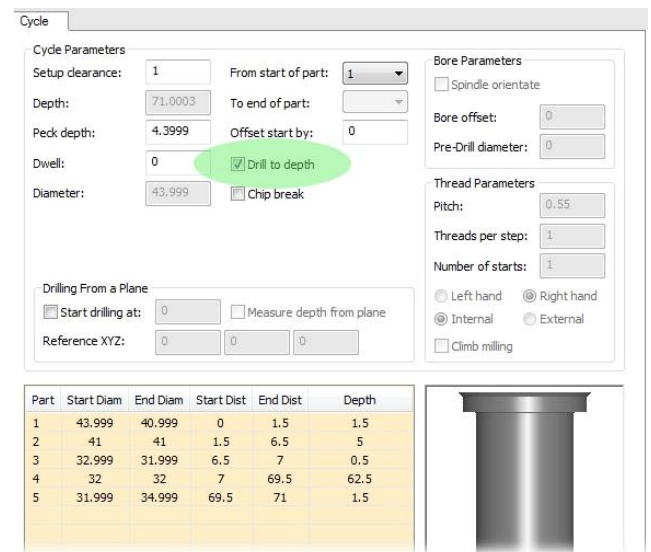 Cycle
Cycle Parameters
Setup clearance: 1 From start of part: 1
Depth: 71.0003 To end of part:
Peck depth: 4.3999 Offset start by: 0
Dwell: 0 Drill to depth
Diameter: 43.999 Chip break
Bore Parameters
Spindle orientate
Bore offset: 0
Pre-Drill diameter: 0
Thread Parameters
Pitch: 0.55
Threads per step: 1
Number of starts: 1
Left hand Right hand
Internal External
Climb milling
Drilling From a Plane
Start drilling at: 0 Measure depth from plane
Reference XYZ: 0 0 0
Part Start Diam End Diam Start Dist End Dist Depth
1 43.999 40.999 0 1.5 1.5
2 41 41 1.5 6.5 5
3 32.999 31.999 6.5 7 0.5
4 32 32 7 69.5 62.5
5 31.999 34.999 69.5 71 1.5